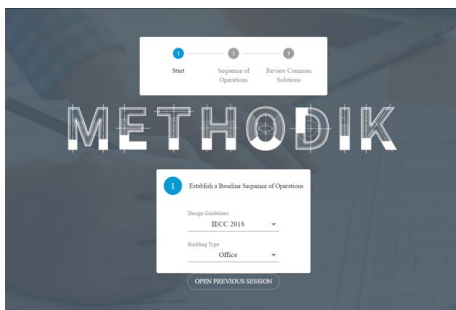 1
2
3
Start
Sequence of
Operations
Review Common
Solutions
METHODIK
1
Establish a Baseline Sequence of Operations
Design Guidelines
IECC 2018
Building Type
Office
OPEN PREVIOUS SESSION